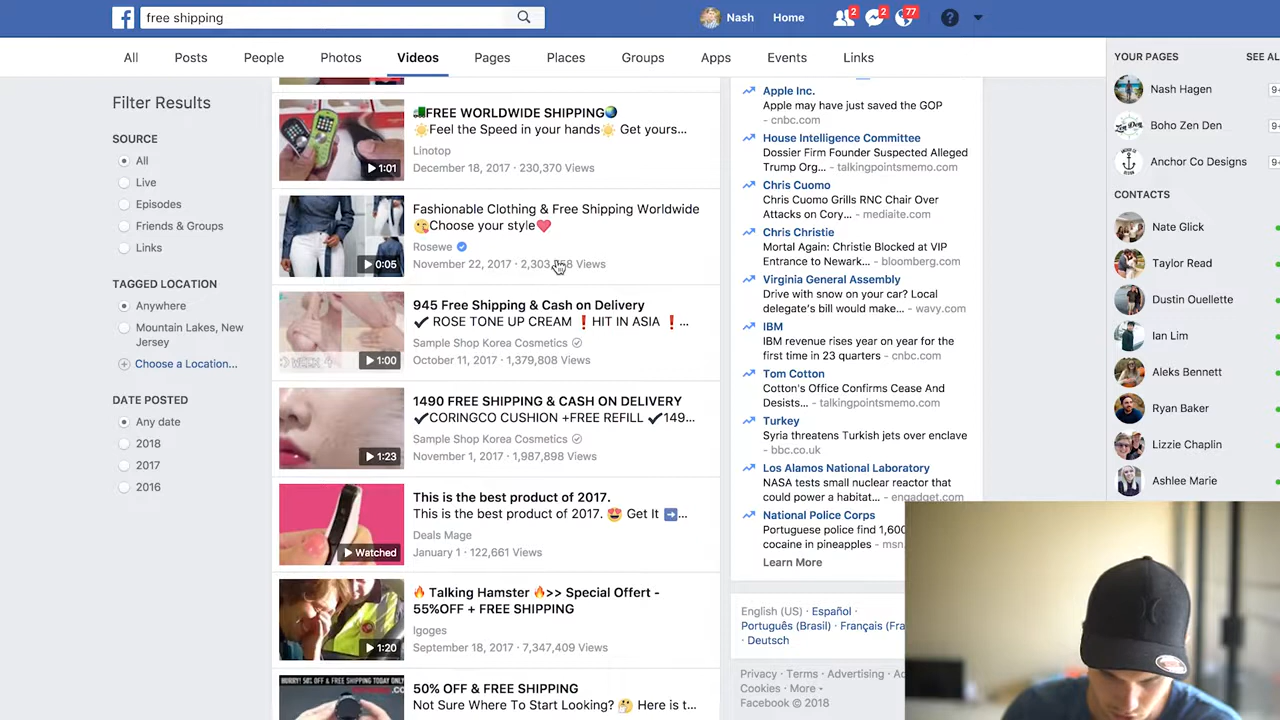 free shipping
Nash
Home
2
2
77
All
Posts
People
Photos
Videos
Pages
Places
Groups
Apps
Events
Links
Filter Results
SOURCE
All
Live
Episodes
Friends & Groups
Links
TAGGED LOCATION
Anywhere
Mountain Lakes, New
Jersey
Choose a Location...
DATE POSTED
Any date
2018
2017
2016
🚛FREE WORLDWIDE SHIPPING🌏
☀️Feel the Speed in your hands☀️ Get yours...
Linotop
December 18, 2017 · 230,370 Views
1:01
Fashionable Clothing & Free Shipping Worldwide
😘Choose your style❤️
Rosewe
November 22, 2017 · Views
0:05
945 Free Shipping & Cash on Delivery
✔ ROSE TONE UP CREAM ❗HIT IN ASIA ❗...
Sample Shop Korea Cosmetics
October 11, 2017 · 1,379,808 Views
1:00
1490 FREE SHIPPING & CASH ON DELIVERY
✔CORINGCO CUSHION +FREE REFILL ✔149...
Sample Shop Korea Cosmetics
November 1, 2017 · 1,987,898 Views
1:23
This is the best product of 2017.
This is the best product of 2017. 😍 Get It ➡️...
Deals Mage
January 1 · 122,661 Views
Watched
🔥 Talking Hamster 🔥>> Special Offert -
55%OFF + FREE SHIPPING
Igoges
September 18, 2017 · 7,347,409 Views
1:20
50% OFF & FREE SHIPPING
Not Sure Where To Start Looking? 🤔 Here is t...
HURRY! 50% OFF & FREE SHIPPING TODAY ONLY
Apple Inc.
Apple may have just saved the GOP
- cnbc.com
House Intelligence Committee
Dossier Firm Founder Suspected Alleged
Trump Org... - talkingpointsmemo.com
Chris Cuomo
Chris Cuomo Grills RNC Chair Over
Attacks on Cory... - mediaite.com
Chris Christie
Mortal Again: Christie Blocked at VIP
Entrance to Newark... - bloomberg.com
Virginia General Assembly
Drive with snow on your car? Local
delegate's bill would make... - wavy.com
IBM
IBM revenue rises year on year for the
first time in 23 quarters - cnbc.com
Tom Cotton
Cotton's Office Confirms Cease And
Desists... - talkingpointsmemo.com
Turkey
Syria threatens Turkish jets over enclave
- bbc.co.uk
Los Alamos National Laboratory
NASA tests small nuclear reactor that
could power a habitat... - engadget.com
National Police Corps
Portuguese police find 1,600
cocaine in pineapples - msn.
Learn More
English (US) · Español ·
Português (Brasil) · Français (Fra
Deutsch
Privacy · Terms · Advertising · Ad
Cookies · More
Facebook © 2018
YOUR PAGES
SEE AL
Nash Hagen
9+
Boho Zen Den
9+
Anchor Co Designs
9+
CONTACTS
Nate Glick
Taylor Read
Dustin Ouellette
Ian Lim
Aleks Bennett
Ryan Baker
Lizzie Chaplin
Ashlee Marie